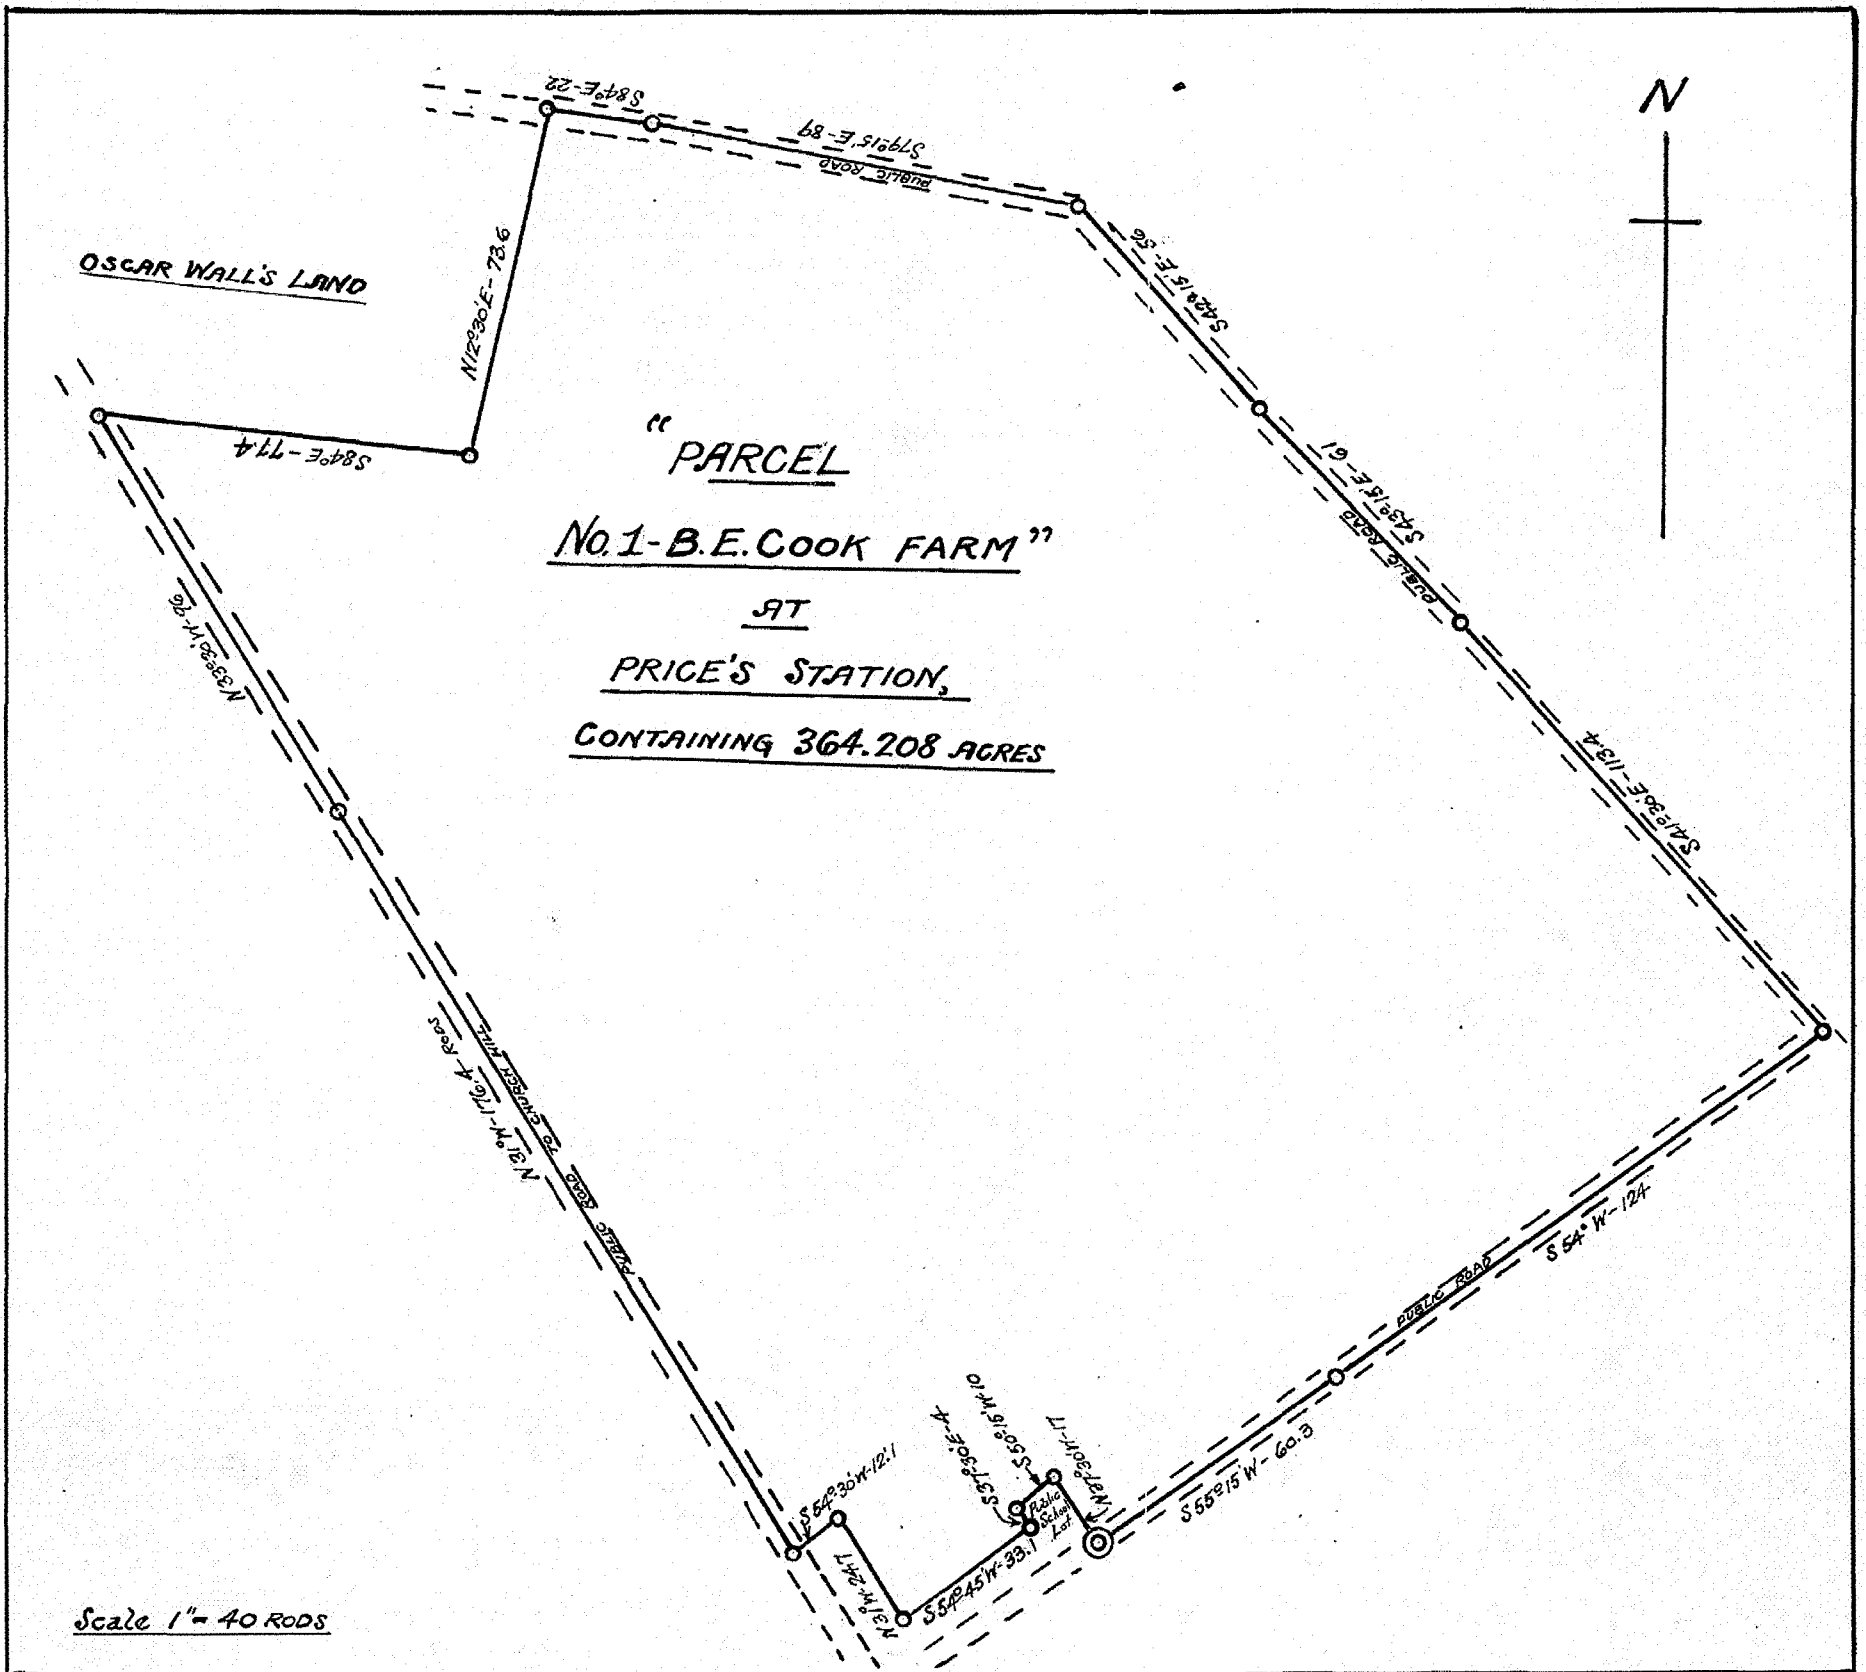 N
S84°E-22
S79°15'E-89
PUBLIC ROAD
OSCAR WALL'S LAND
N12°30'E-73.6
S84°E-77.4
S42°15'E-56
S43°15'E-61
PUBLIC ROAD
S41°30'E-113.4
"
PARCEL
No. 1-B.E. COOK FARM"
AT
PRICE'S STATION,
CONTAINING 364.208 ACRES
N33°30'W-96
N31°W-176.4-RODS
PUBLIC ROAD TO CHURCH HILL
S54°W-124
PUBLIC ROAD
S55°15'W-60.3
N37°30'W-17
S50°15'W-10
S37°30'E-4
Public
School
Lot
S54°45'W-33.1
N31°W-24.7
S54°30'W-12.1
Scale 1"= 40 RODS